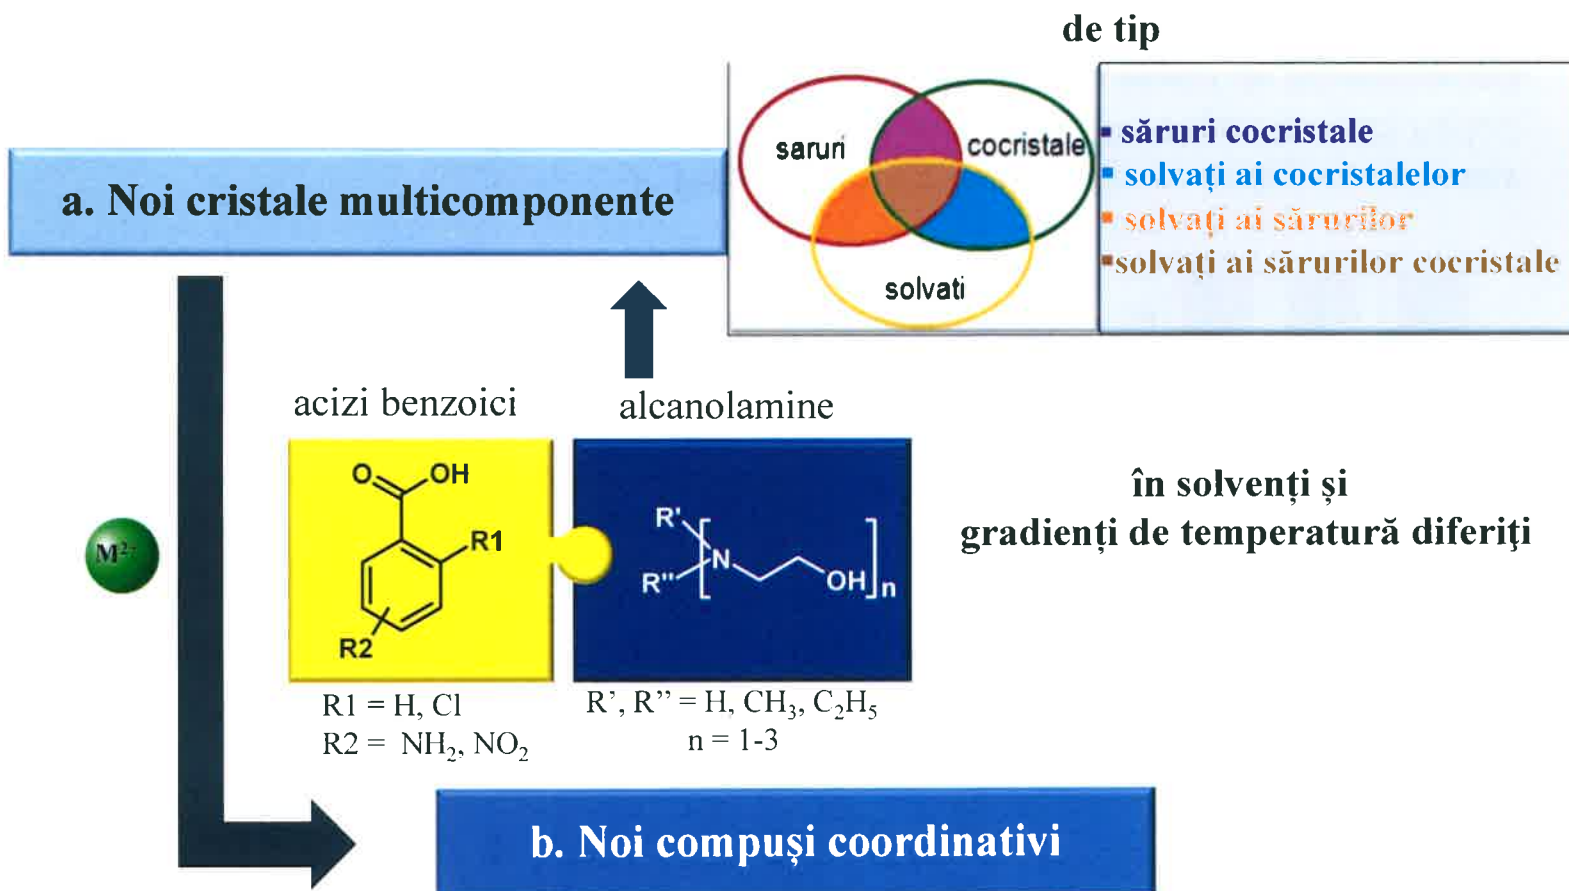 de tip
saruri
cocristale
solvati
▪ săruri cocristale
▪ solvați ai cocristalelor
▪ solvați ai sărurilor
▪solvați ai sărurilor cocristale
a. Noi cristale multicomponente
acizi benzoici
alcanolamine
O
OH
R1
R2
R'
R"
N
OH
n
în solvenți și
gradienți de temperatură diferiţi
M²⁺
R1 = H, Cl
R2 = NH₂, NO₂
R’, R’’ = H, CH₃, C₂H₅
n = 1-3
b. Noi compuşi coordinativi